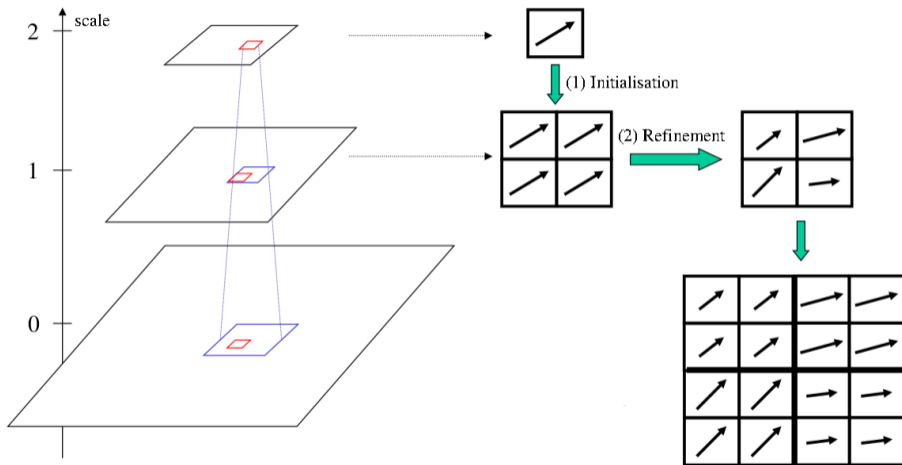 scale
2
(1) Initialisation
(2) Refinement
1
0